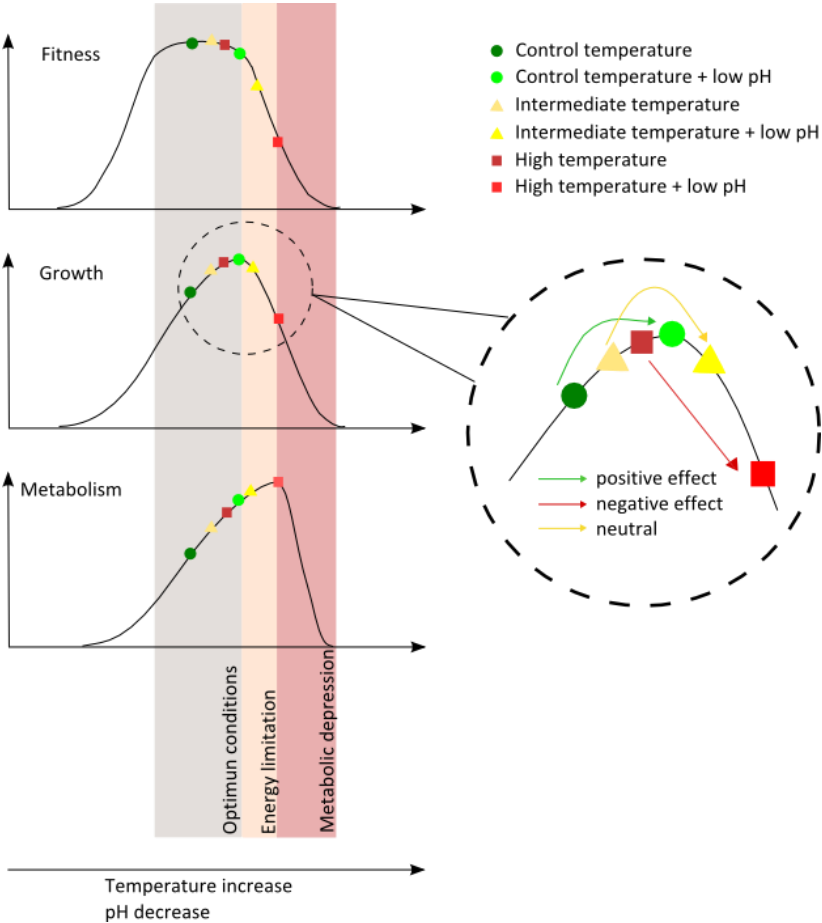 Fitness
Control temperature
Control temperature + low pH
Intermediate temperature
Intermediate temperature + low pH
High temperature
High temperature + low pH
Growth
positive effect
negative effect
neutral
Metabolism
Optimun conditions
Energy limitation
Metabolic depression
Temperature increase
pH decrease